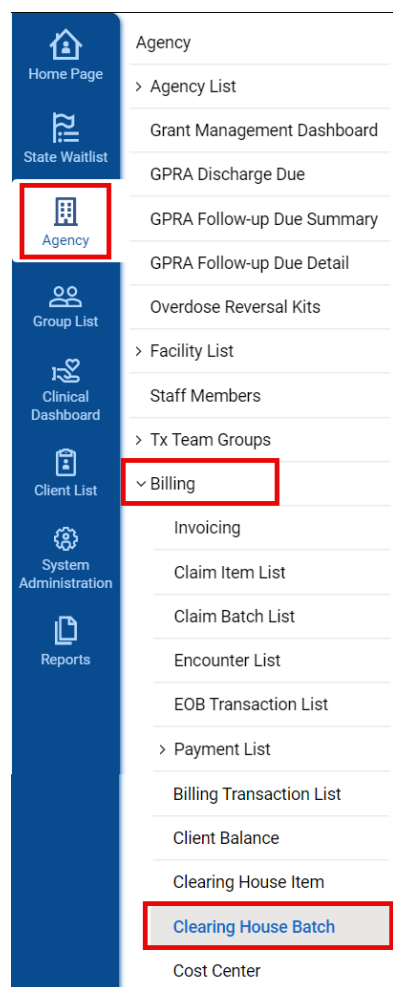 Home Page
State Waitlist
Agency
Group List
Clinical
Dashboard
Client List
System
Administration
Reports
Agency
Agency List
Grant Management Dashboard
GPRA Discharge Due
GPRA Follow-up Due Summary
GPRA Follow-up Due Detail
Overdose Reversal Kits
Facility List
Staff Members
Tx Team Groups
Billing
Invoicing
Claim Item List
Claim Batch List
Encounter List
EOB Transaction List
Payment List
Billing Transaction List
Client Balance
Clearing House Item
Clearing House Batch
Cost Center